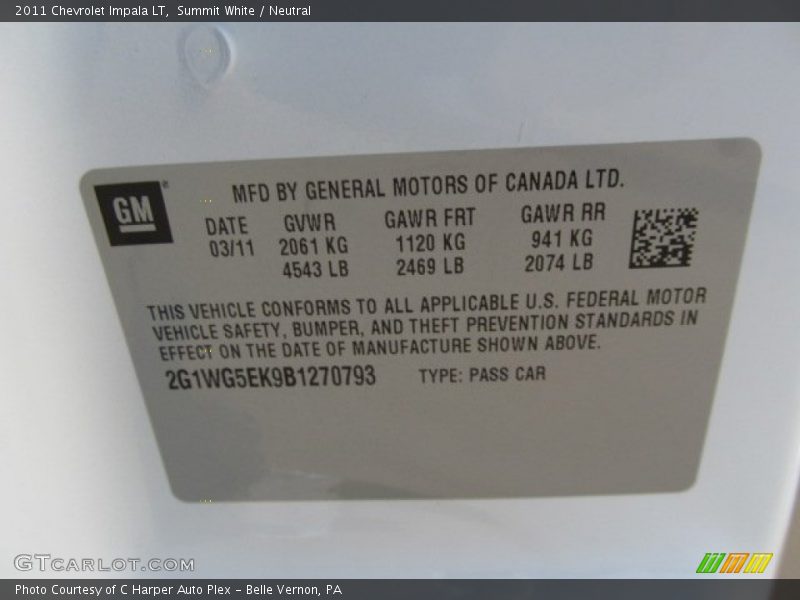 2011 Chevrolet Impala LT, Summit White / Neutral
GM
MFD BY GENERAL MOTORS OF CANADA LTD.
DATE GVWR GAWR FRT GAWR RR
03/11 2061 KG 1120 KG 941 KG
4543 LB 2469 LB 2074 LB
THIS VEHICLE CONFORMS TO ALL APPLICABLE U.S. FEDERAL MOTOR
VEHICLE SAFETY, BUMPER, AND THEFT PREVENTION STANDARDS IN
EFFECT ON THE DATE OF MANUFACTURE SHOWN ABOVE.
2G1WG5EK9B1270793 TYPE: PASS CAR
GTCARLOT.COM
Photo Courtesy of C Harper Auto Plex - Belle Vernon, PA